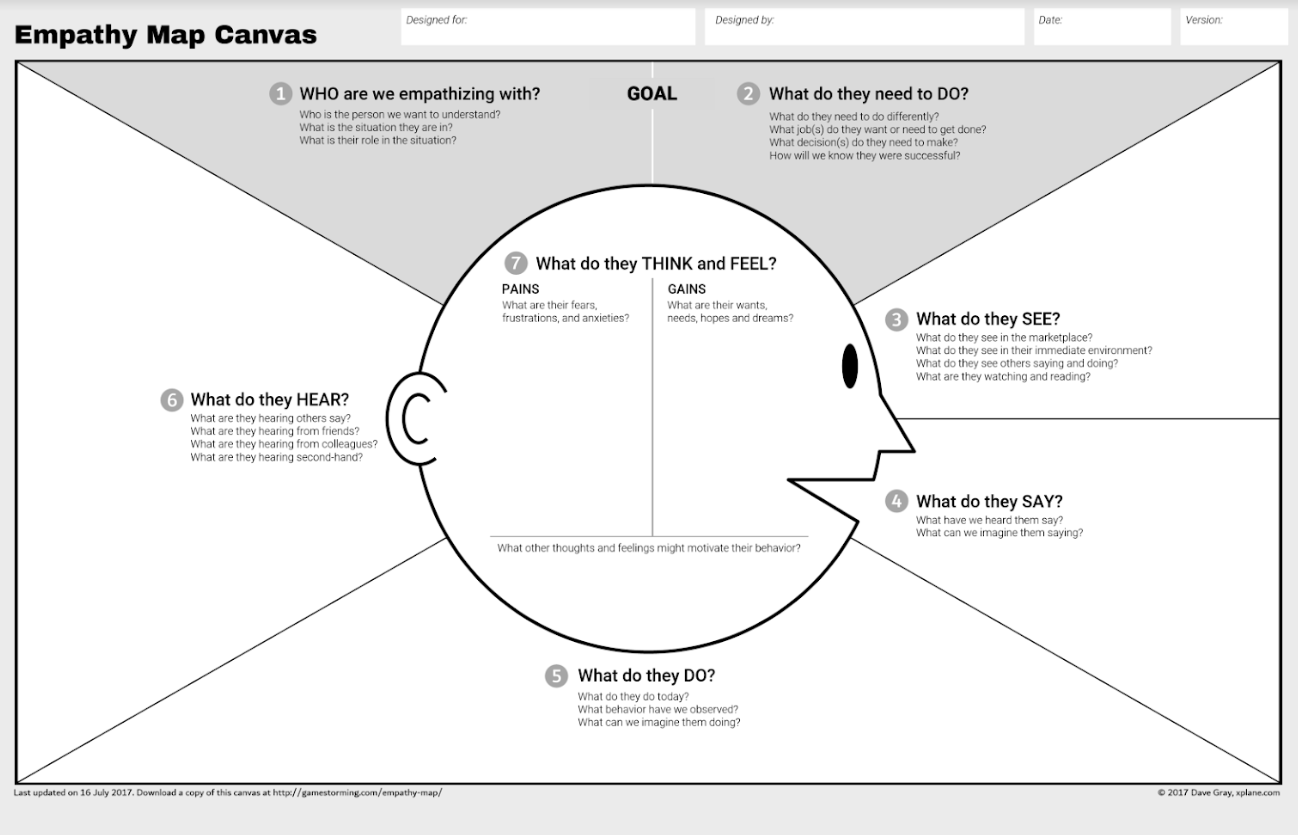 Empathy Map Canvas
Designed for:
Designed by:
Date:
Version:
1 WHO are we empathizing with?
Who is the person we want to understand?
What is the situation they are in?
What is their role in the situation?
GOAL
2 What do they need to DO?
What do they need to do differently?
What job(s) do they want or need to get done?
What decision(s) do they need to make?
How will we know they were successful?
7 What do they THINK and FEEL?
PAINS
What are their fears,
frustrations, and anxieties?
GAINS
What are their wants,
needs, hopes and dreams?
3 What do they SEE?
What do they see in the marketplace?
What do they see in their immediate environment?
What do they see others saying and doing?
What are they watching and reading?
6 What do they HEAR?
What are they hearing others say?
What are they hearing from friends?
What are they hearing from colleagues?
What are they hearing second-hand?
4 What do they SAY?
What have we heard them say?
What can we imagine them saying?
What other thoughts and feelings might motivate their behavior?
5 What do they DO?
What do they do today?
What behavior have we observed?
What can we imagine them doing?
Last updated on 16 July 2017. Download a copy of this canvas at http://gamestorming.com/empathy-map/
© 2017 Dave Gray, xplane.com